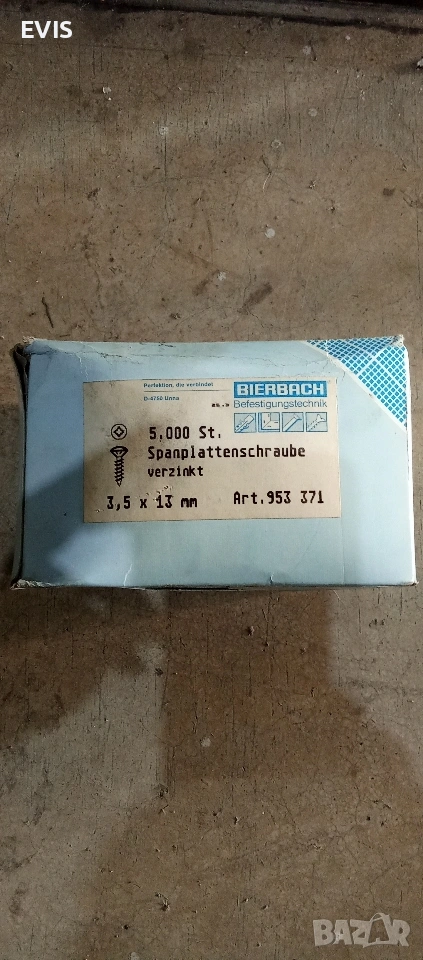 EVIS
Perfektion, die verbindet
BIERBACH
D-4750 Unna
Befestigungstechnik
5.000 St.
Spanplattenschraube
verzinkt
3,5 x 13 mm Art.953 371
BAZAR